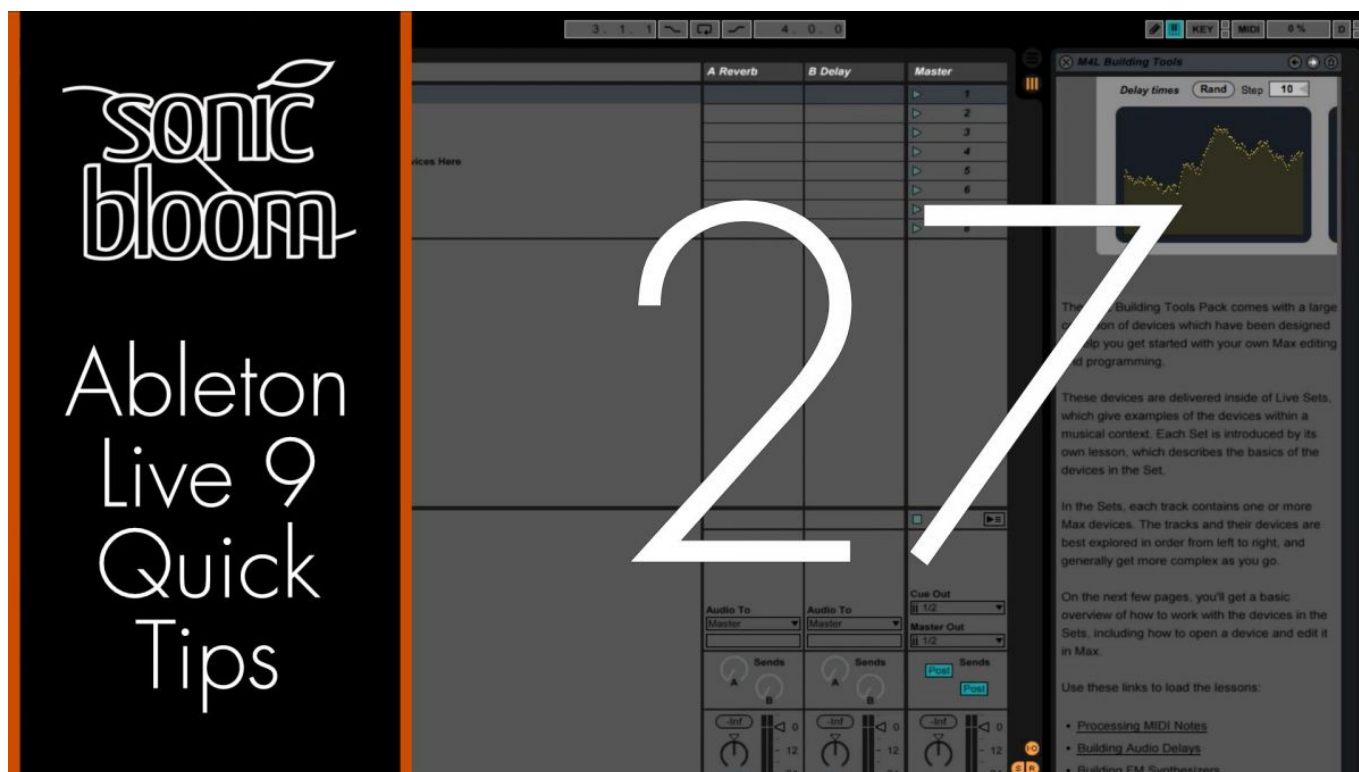 sonic
bloom
Ableton
Live 9
Quick
Tips
27
3. 1. 1
4. 0. 0
KEY
MIDI
0 %
D
A Reverb
B Delay
Master
1
2
3
4
5
6
8
vices Here
Audio To
Master
Audio To
Master
Cue Out
1/2
Master Out
1/2
Sends
A
B
Sends
A
B
Sends
Post
Post
-Inf
0
12
-Inf
0
12
-Inf
0
12
I·O
S
R
M4L Building Tools
Delay times
Rand
Step
10
The Building Tools Pack comes with a large
of devices which have been designed
you get started with your own Max editing
programming.
These devices are delivered inside of Live Sets,
which give examples of the devices within a
musical context. Each Set is introduced by its
own lesson, which describes the basics of the
devices in the Set.
In the Sets, each track contains one or more
Max devices. The tracks and their devices are
best explored in order from left to right, and
generally get more complex as you go.
On the next few pages, you'll get a basic
overview of how to work with the devices in the
Sets, including how to open a device and edit it
in Max.
Use these links to load the lessons:
• Processing MIDI Notes
• Building Audio Delays
• Building FM Synthesizers